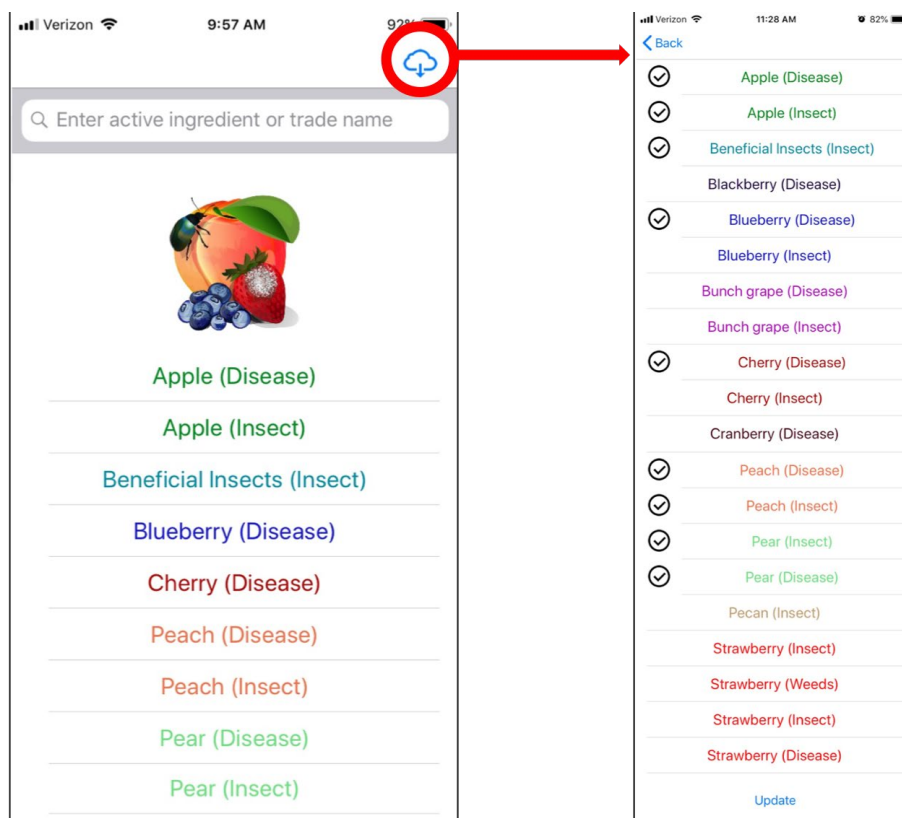 Verizon 9:57 AM 92%
Enter active ingredient or trade name
Apple (Disease)
Apple (Insect)
Beneficial Insects (Insect)
Blueberry (Disease)
Cherry (Disease)
Peach (Disease)
Peach (Insect)
Pear (Disease)
Pear (Insect)
Verizon 11:28 AM 82%
Back
Apple (Disease)
Apple (Insect)
Beneficial Insects (Insect)
Blackberry (Disease)
Blueberry (Disease)
Blueberry (Insect)
Bunch grape (Disease)
Bunch grape (Insect)
Cherry (Disease)
Cherry (Insect)
Cranberry (Disease)
Peach (Disease)
Peach (Insect)
Pear (Insect)
Pear (Disease)
Pecan (Insect)
Strawberry (Insect)
Strawberry (Weeds)
Strawberry (Insect)
Strawberry (Disease)
Update